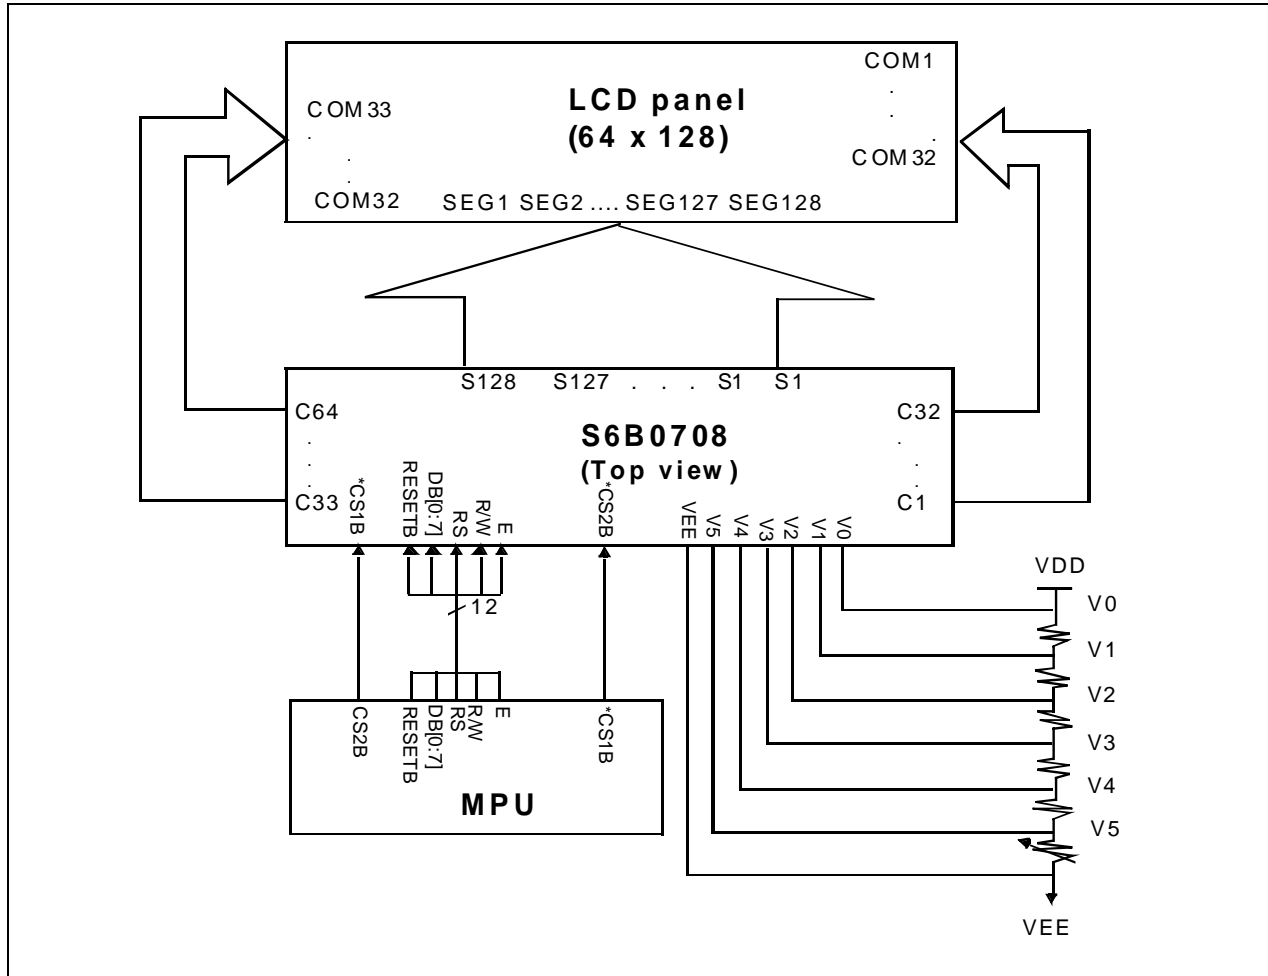 COM1
LCD panel
COM33
(64 x 128)
COM32
COM32
SEG1 SEG2 .... SEG127 SEG128
S128 S127 . . . S1 S1
C64
C32
S6B0708
(Top view)
C33
C1
*CS1B
RESETB
DB[0:7]
RS
R/W
E
*CS2B
VEE
V5
V4
V3
V2
V1
V0
VDD
V0
12
V1
V2
V3
V4
V5
VEE
CS2B
RESETB
DB[0:7]
RS
R/W
E
*CS1B
MPU